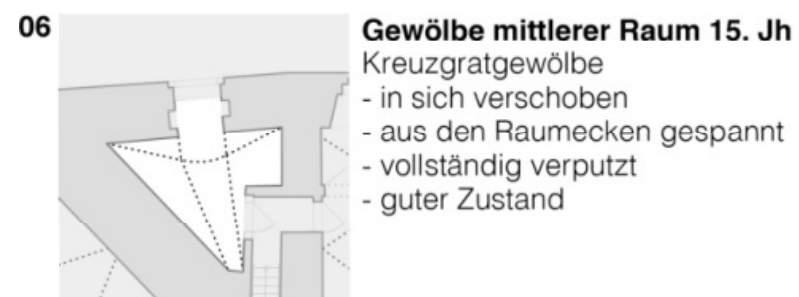 06
Gewölbe mittlerer Raum 15. Jh
Kreuzgratgewölbe
- in sich verschoben
- aus den Raumecken gespannt
- vollständig verputzt
- guter Zustand